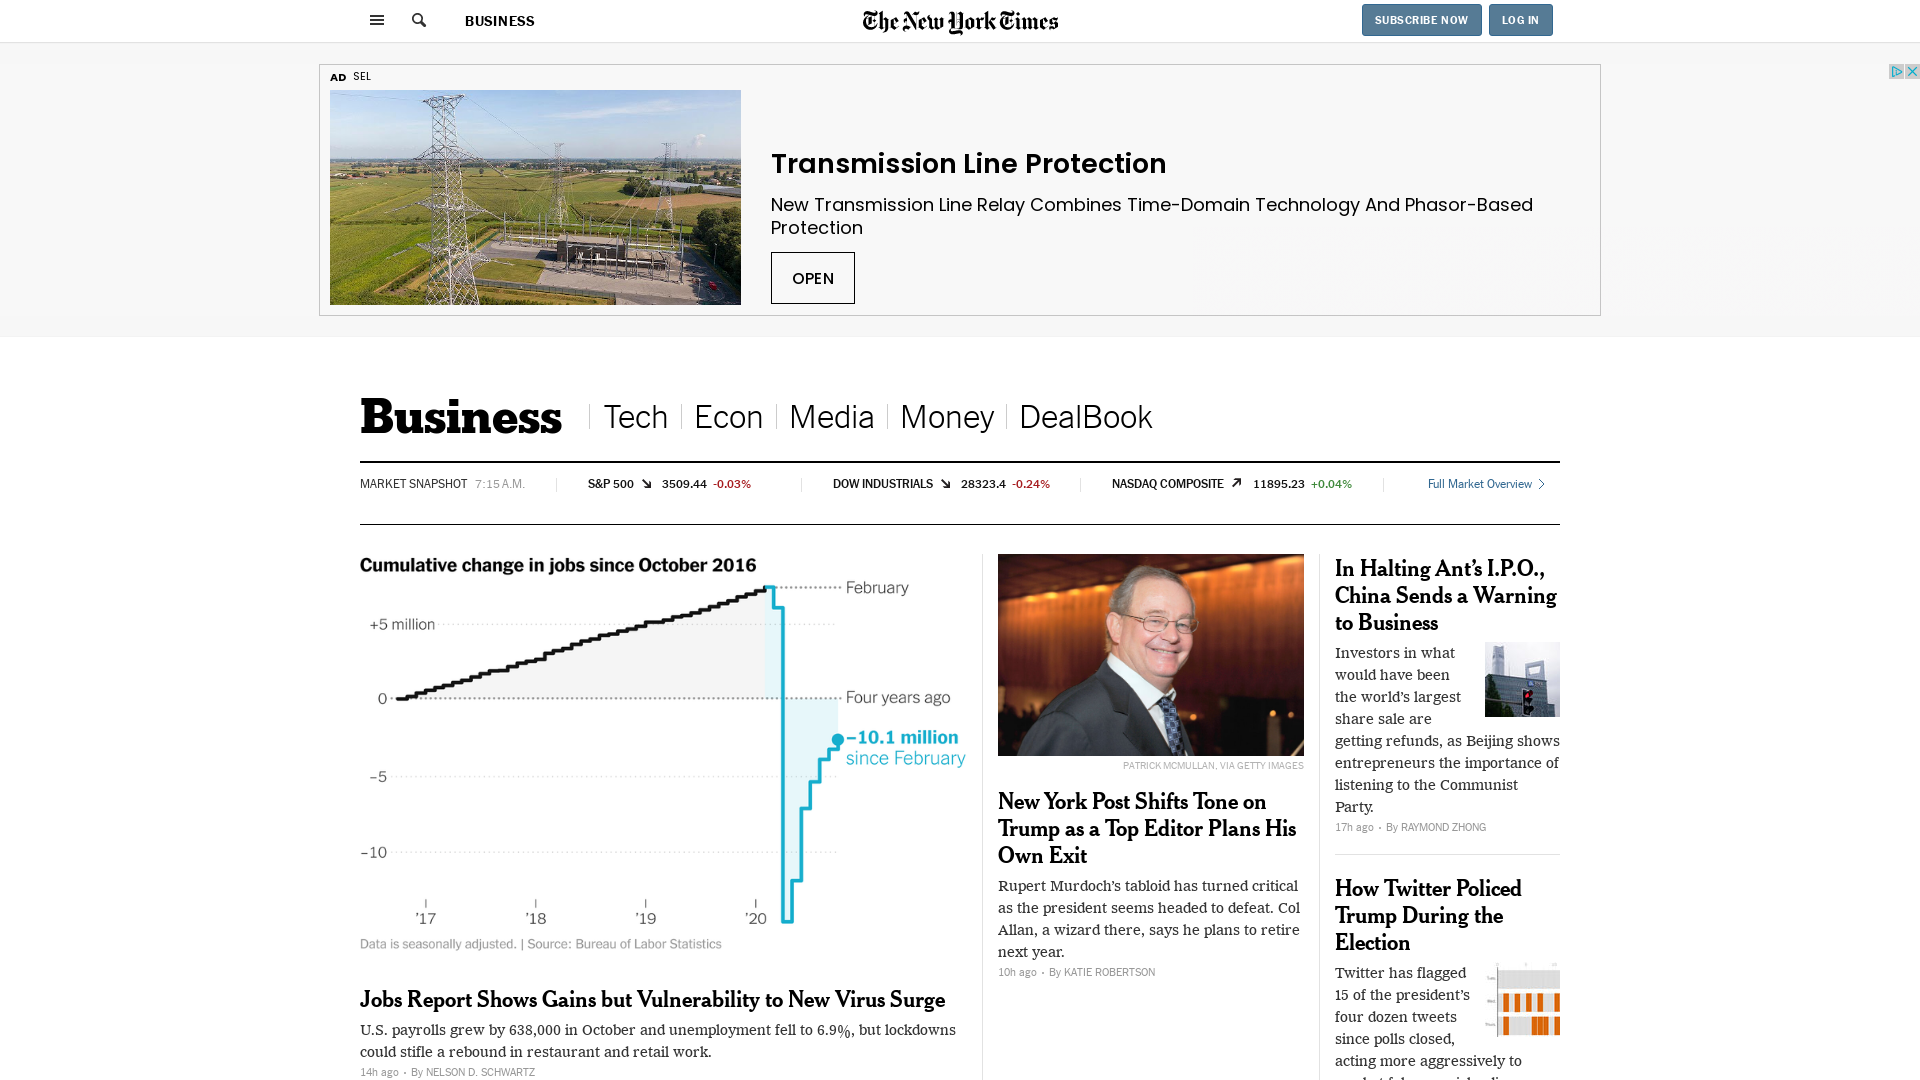 BUSINESS
The New York Times
SUBSCRIBE NOW
LOG IN
AD SEL
Transmission Line Protection
New Transmission Line Relay Combines Time-Domain Technology And Phasor-Based
Protection
OPEN
Business
Tech
Econ
Media
Money
DealBook
MARKET SNAPSHOT 7:15 A.M.
S&P 500 3509.44 -0.03%
DOW INDUSTRIALS 28323.4 -0.24%
NASDAQ COMPOSITE 11895.23 +0.04%
Full Market Overview
Cumulative change in jobs since October 2016
February
+5 million
0
Four years ago
–10.1 million
since February
–5
–10
’17
’18
’19
’20
Data is seasonally adjusted. | Source: Bureau of Labor Statistics
Jobs Report Shows Gains but Vulnerability to New Virus Surge
U.S. payrolls grew by 638,000 in October and unemployment fell to 6.9%, but lockdowns
could stifle a rebound in restaurant and retail work.
14h ago · By NELSON D. SCHWARTZ
PATRICK MCMULLAN, VIA GETTY IMAGES
New York Post Shifts Tone on
Trump as a Top Editor Plans His
Own Exit
Rupert Murdoch’s tabloid has turned critical
as the president seems headed to defeat. Col
Allan, a wizard there, says he plans to retire
next year.
10h ago · By KATIE ROBERTSON
In Halting Ant’s I.P.O.,
China Sends a Warning
to Business
Investors in what
would have been
the world’s largest
share sale are
getting refunds, as Beijing shows
entrepreneurs the importance of
listening to the Communist
Party.
17h ago · By RAYMOND ZHONG
How Twitter Policed
Trump During the
Election
Twitter has flagged
15 of the president’s
four dozen tweets
since polls closed,
acting more aggressively to